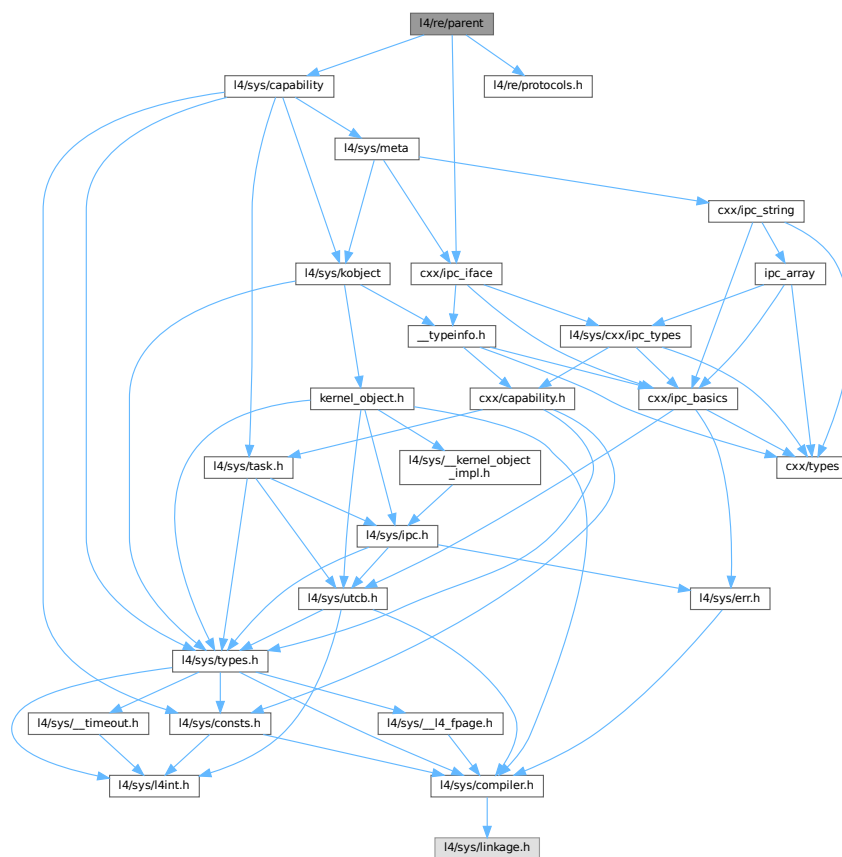 l4/re/parent
l4/sys/capability
l4/re/protocols.h
l4/sys/meta
cxx/ipc_string
l4/sys/kobject
cxx/ipc_iface
ipc_array
__typeinfo.h
l4/sys/cxx/ipc_types
kernel_object.h
cxx/capability.h
cxx/ipc_basics
l4/sys/task.h
l4/sys/__kernel_object
_impl.h
cxx/types
l4/sys/ipc.h
l4/sys/utcb.h
l4/sys/err.h
l4/sys/types.h
l4/sys/__timeout.h
l4/sys/consts.h
l4/sys/__l4_fpage.h
l4/sys/l4int.h
l4/sys/compiler.h
l4/sys/linkage.h